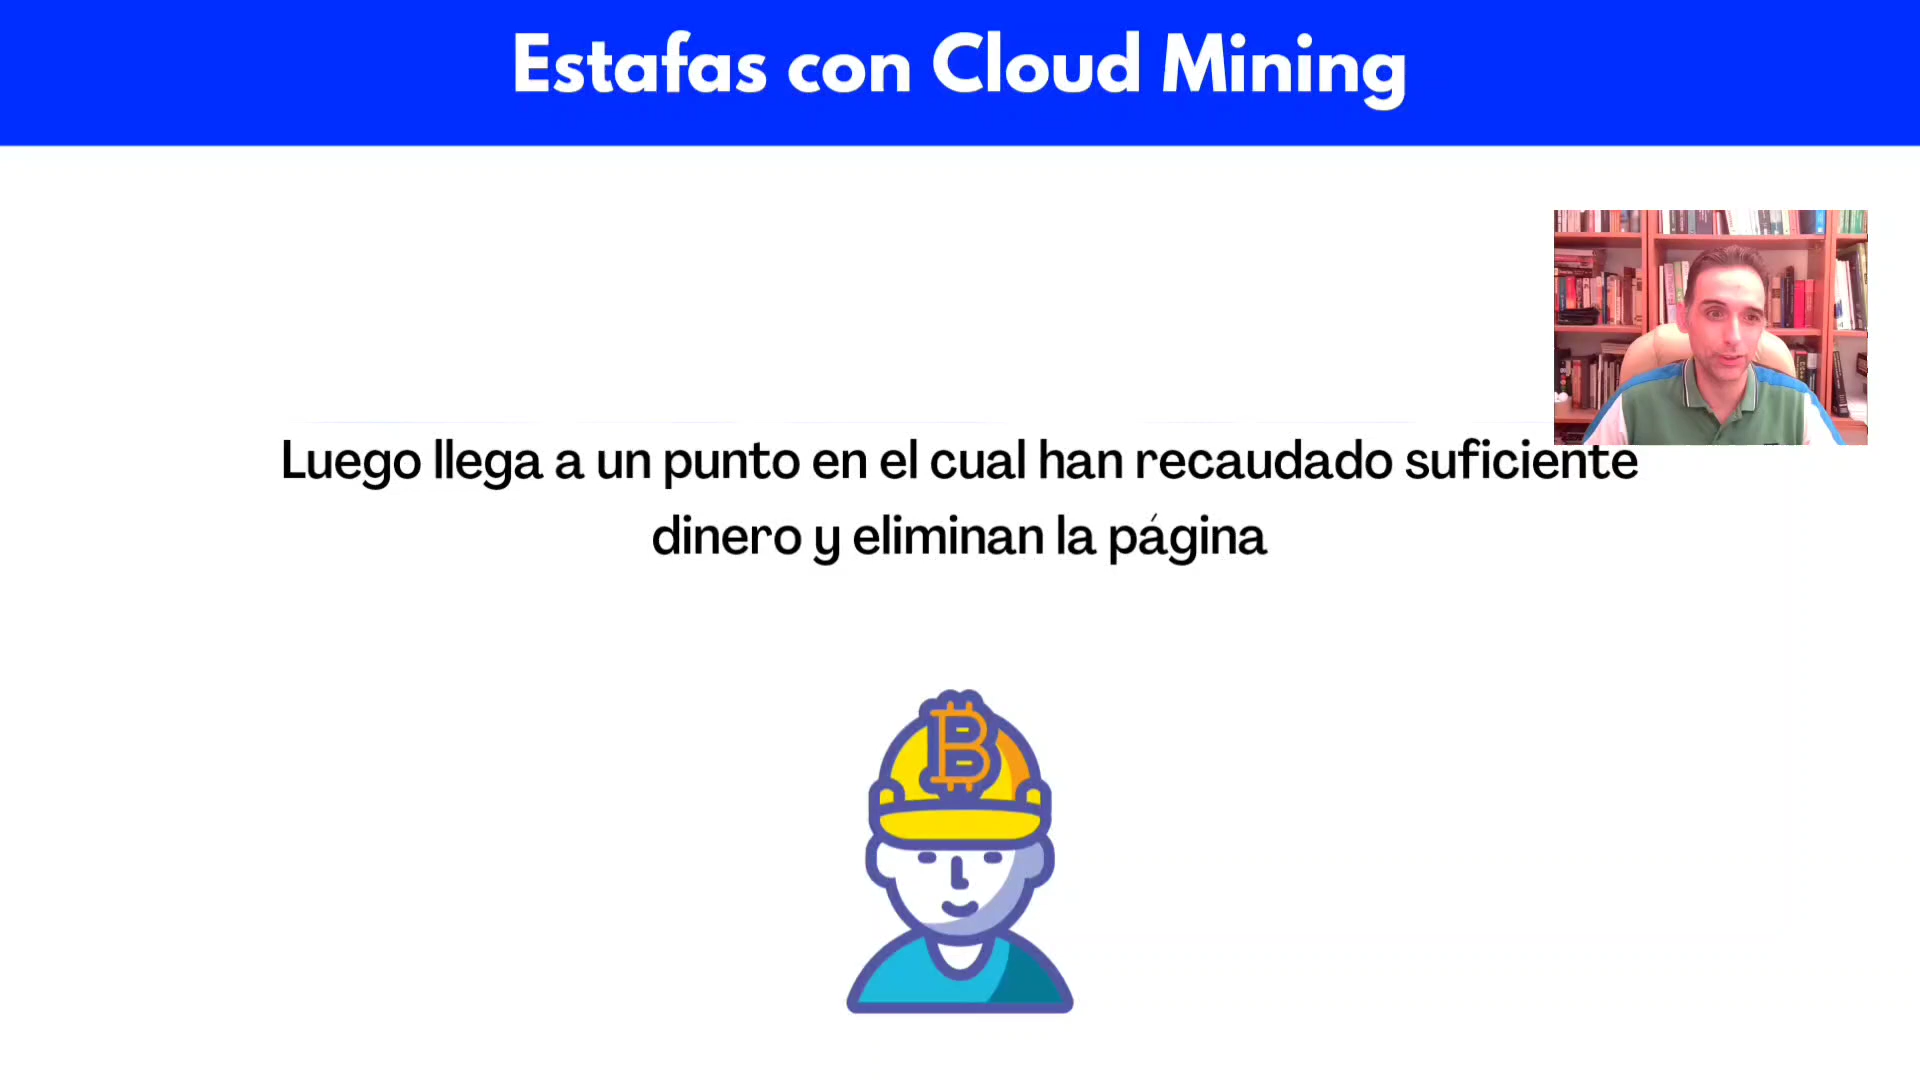 Estafas con Cloud Mining
Luego llega a un punto en el cual han recaudado suficiente
dinero y eliminan la página